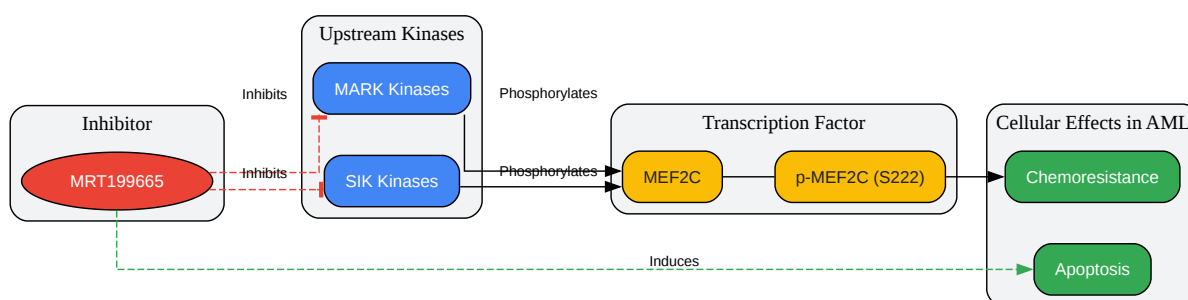 Upstream Kinases
MARK Kinases
Inhibits
Phosphorylates
Inhibitor
MRT199665
Inhibits
SIK Kinases
Phosphorylates
Transcription Factor
MEF2C
p-MEF2C (S222)
Cellular Effects in AML
Chemoresistance
Induces
Apoptosis